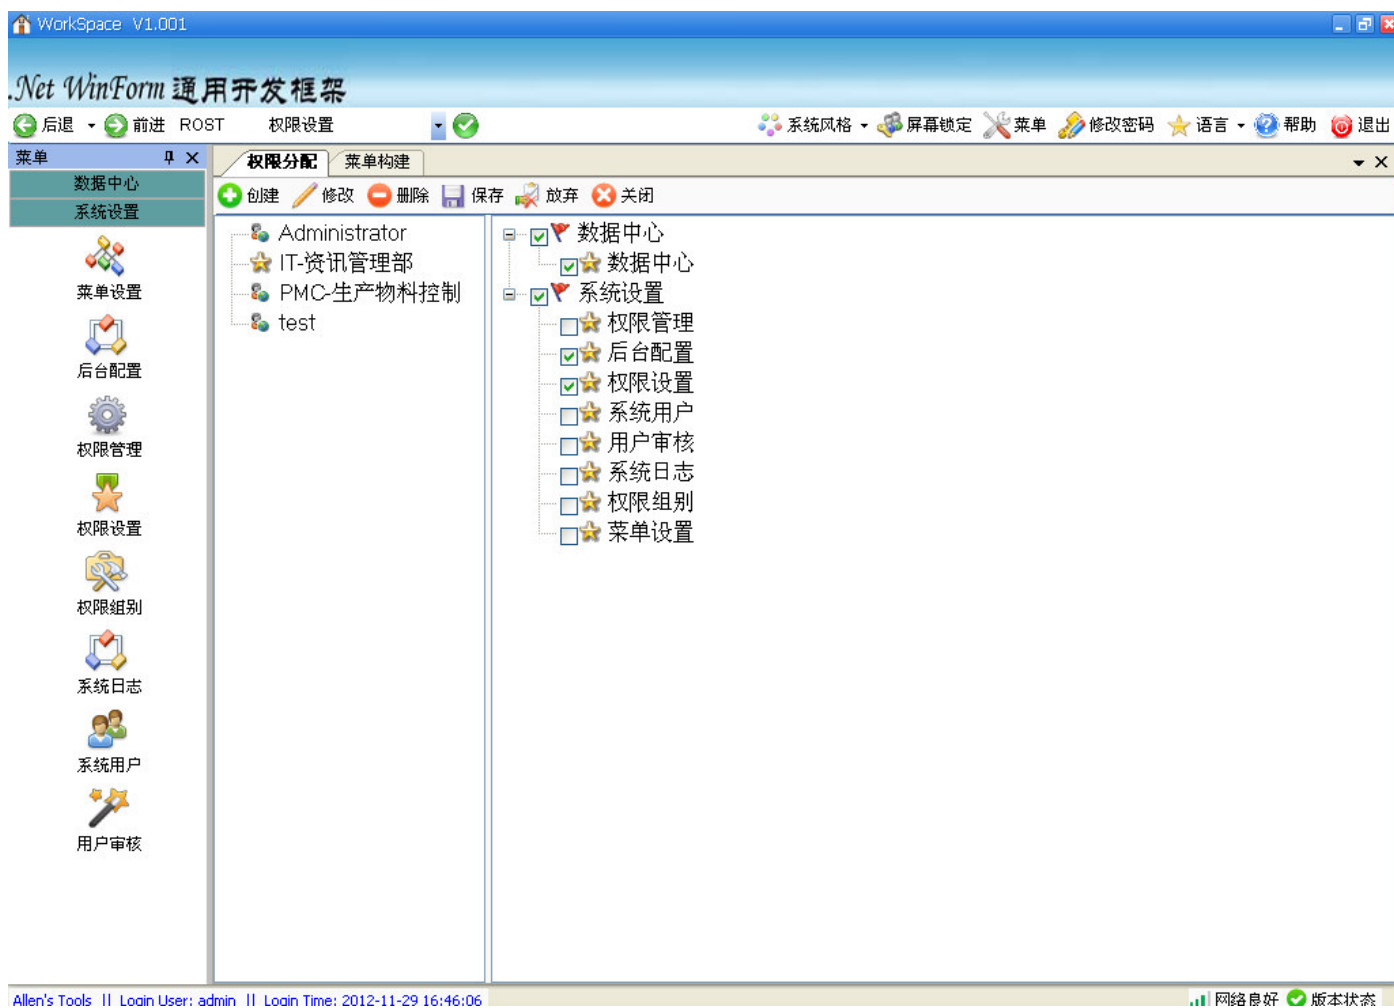 WorkSpace V1.001
.Net WinForm 通用开发框架
后退 前进 ROST 权限设置 系统风格 屏幕锁定 菜单 修改密码 语言 帮助 退出
菜单
数据中心
系统设置
菜单设置
后台配置
权限管理
权限设置
权限组别
系统日志
系统用户
用户审核
权限分配 菜单构建
创建 修改 删除 保存 放弃 关闭
Administrator
IT-资讯管理部
PMC-生产物料控制
test
数据中心
数据中心
系统设置
权限管理
后台配置
权限设置
系统用户
用户审核
系统日志
权限组别
菜单设置
Allen's Tools || Login User: admin || Login Time: 2012-11-29 16:46:06
网络良好 版本状态